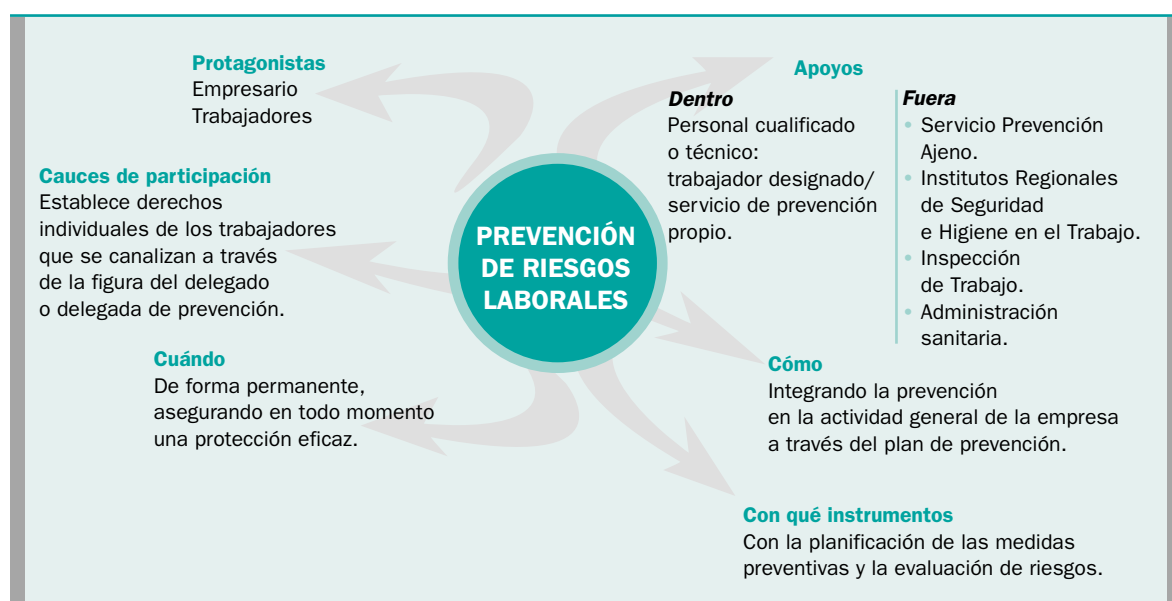 Protagonistas
Empresario
Trabajadores
Cauces de participación
Establece derechos
individuales de los trabajadores
que se canalizan a través
de la figura del delegado
o delegada de prevención.
Cuándo
De forma permanente,
asegurando en todo momento
una protección eficaz.
PREVENCIÓN
DE RIESGOS
LABORALES
Apoyos
Dentro
Personal cualificado
o técnico:
trabajador designado/
servicio de prevención
propio.
Fuera
• Servicio Prevención
Ajeno.
• Institutos Regionales
de Seguridad
e Higiene en el Trabajo.
• Inspección
de Trabajo.
• Administración
sanitaria.
Cómo
Integrando la prevención
en la actividad general de la empresa
a través del plan de prevención.
Con qué instrumentos
Con la planificación de las medidas
preventivas y la evaluación de riesgos.